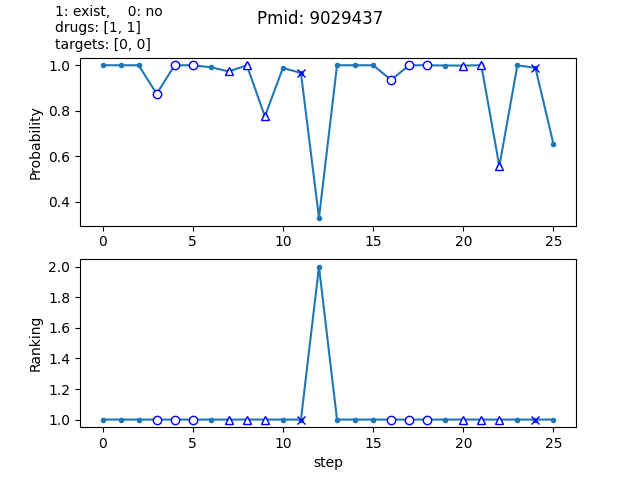 1: exist,    0: no
Pmid: 9029437
drugs: [1, 1]
targets: [0, 0]
1.0
0.8
0.6
0.4
Probability
0 5 10 15 20 25
2.0
1.8
1.6
1.4
1.2
1.0
Ranking
0 5 10 15 20 25
step